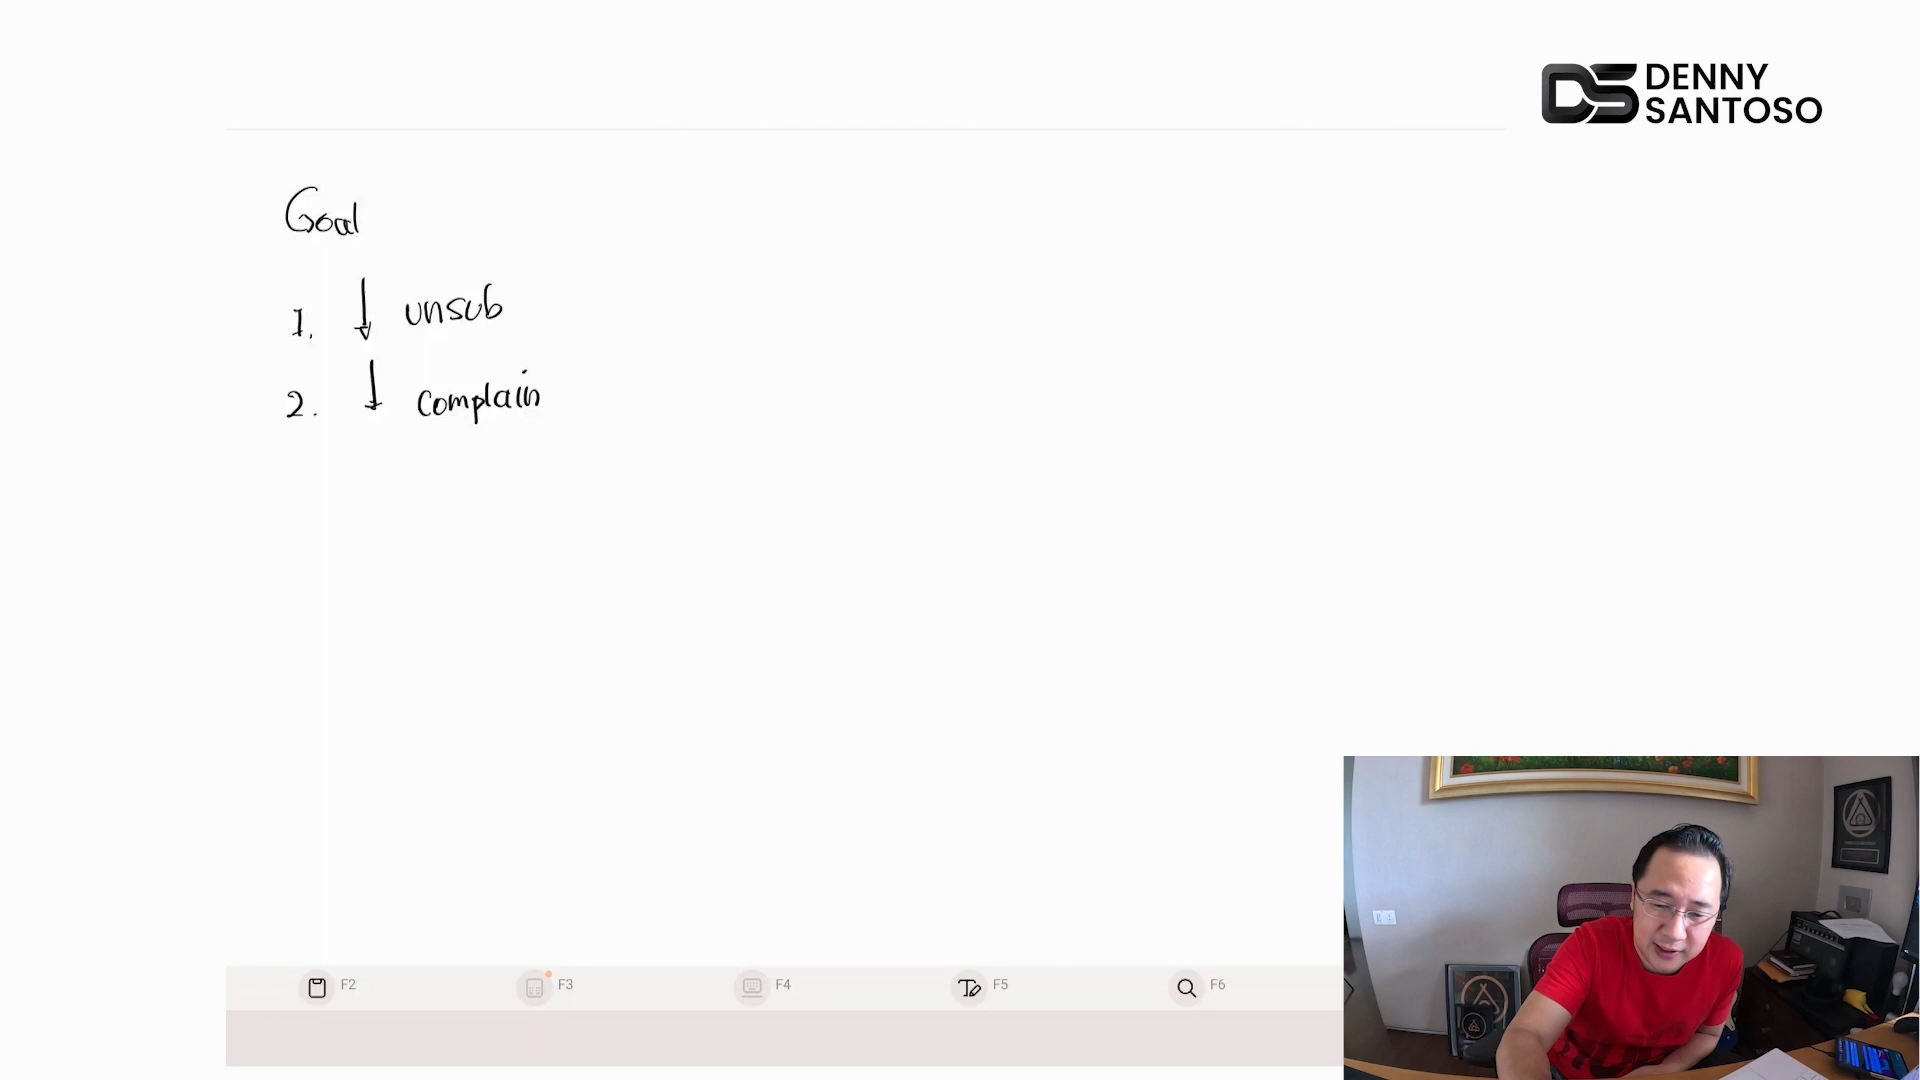 DENNY
SANTOSO
Goal
1. ↓ unsub
2. ↓ complain
F2 F3 F4 F5 F6